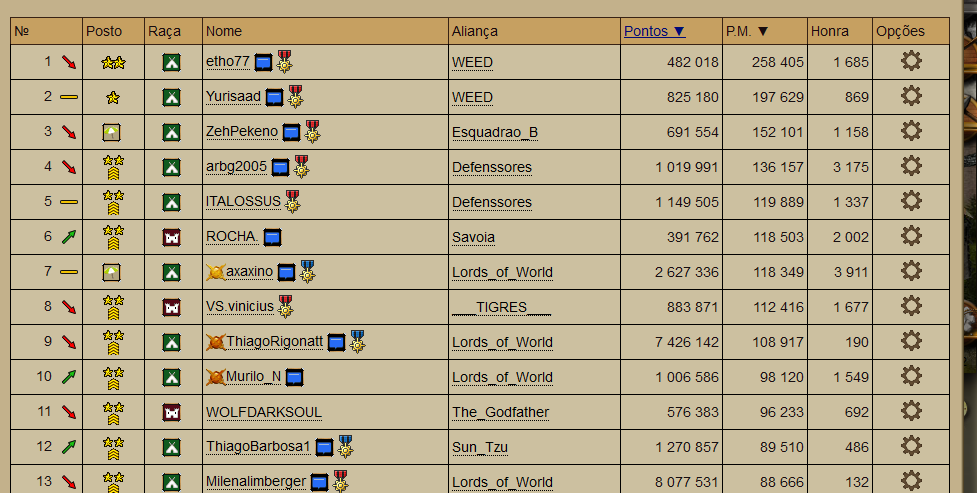 № Posto Raça Nome Aliança Pontos ▼ P.M. ▼ Honra Opções
1 etho77 WEED 482 018 258 405 1 685
2 Yurisaad WEED 825 180 197 629 869
3 ZehPekeno Esquadrao_B 691 554 152 101 1 158
4 arbg2005 Defenssores 1 019 991 136 157 3 175
5 ITALOSSUS Defenssores 1 149 505 119 889 1 337
6 ROCHA. Savoia 391 762 118 503 2 002
7 axaxino Lords_of_World 2 627 336 118 349 3 911
8 VS.vinicius ___TIGRES___ 883 871 112 416 1 677
9 ThiagoRigonatt Lords_of_World 7 426 142 108 917 190
10 Murilo_N Lords_of_World 1 006 586 98 120 1 549
11 WOLFDARKSOUL The_Godfather 576 383 96 233 692
12 ThiagoBarbosa1 Sun_Tzu 1 270 857 89 510 486
13 Milenalimberger Lords_of_World 8 077 531 88 666 132